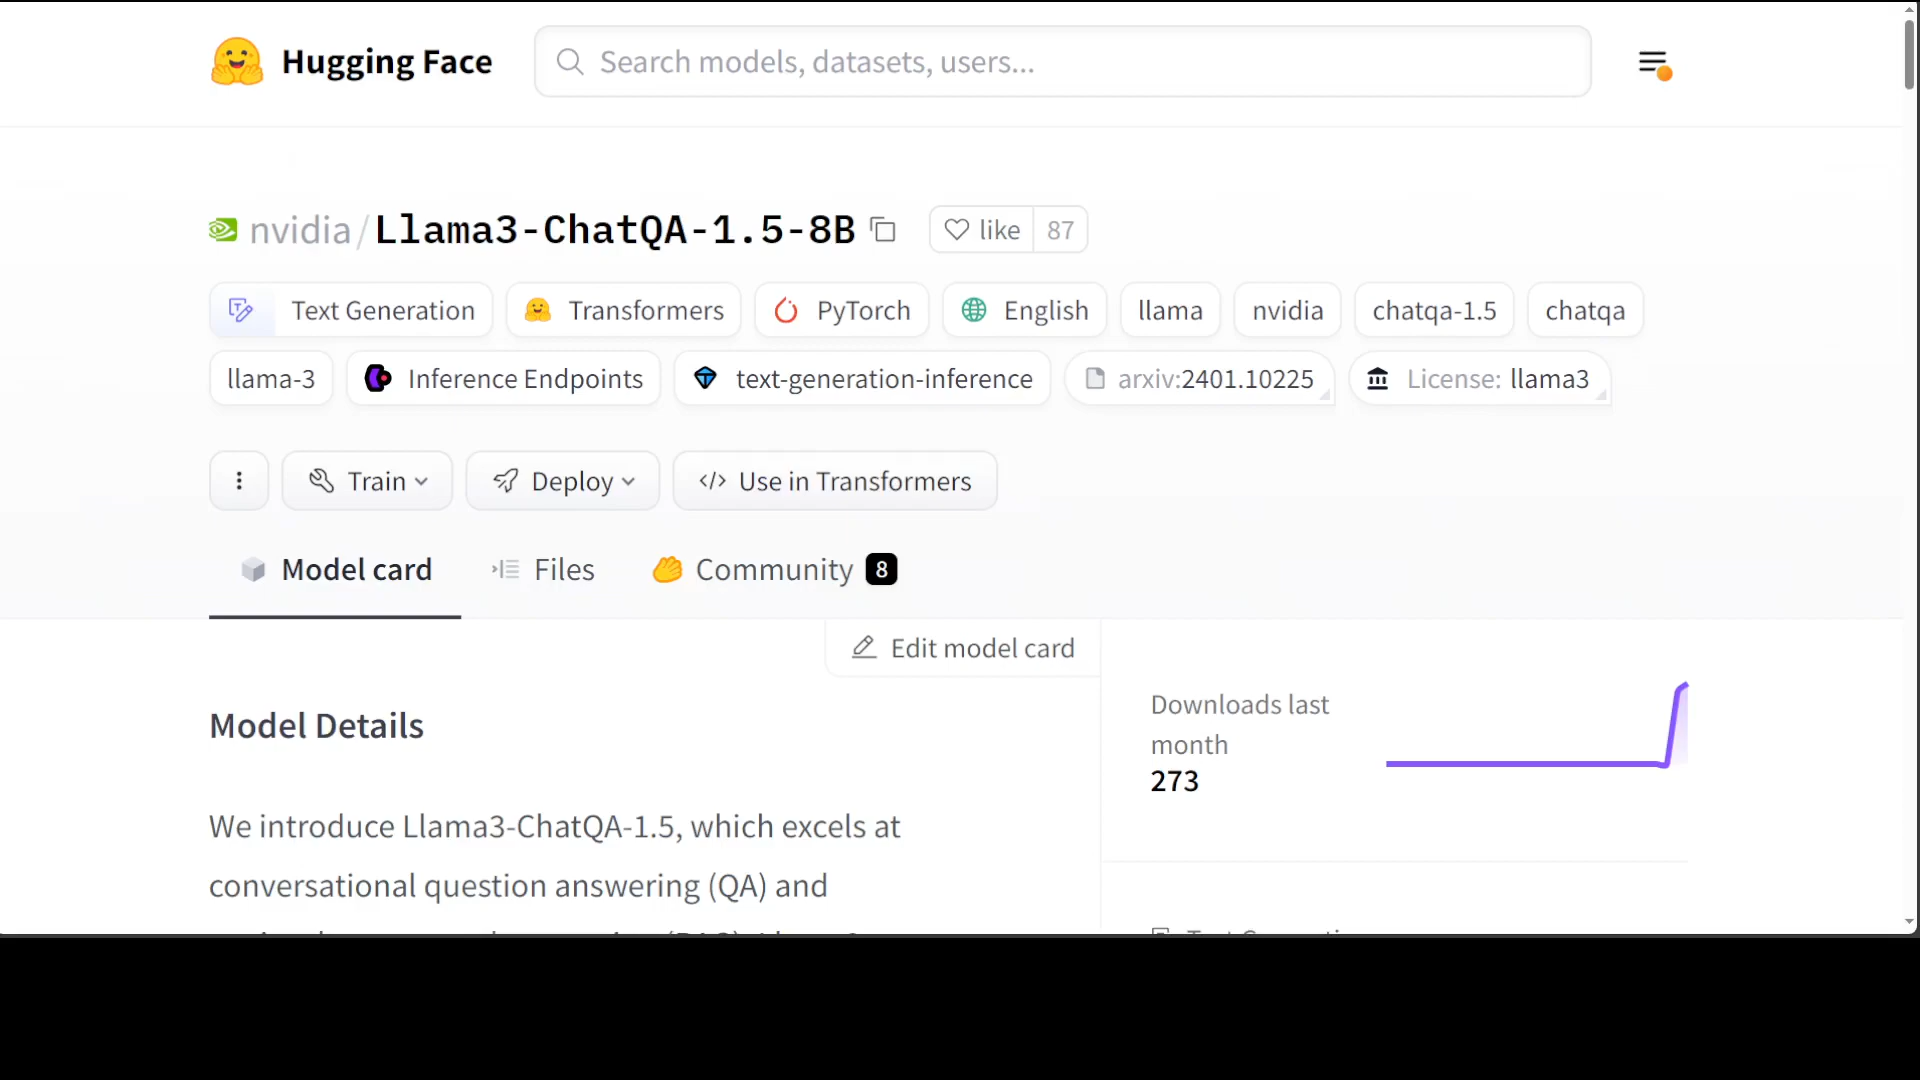 Hugging Face
Search models, datasets, users...
nvidia/Llama3-ChatQA-1.5-8B
like 87
Text Generation Transformers PyTorch English llama nvidia chatqa-1.5 chatqa
llama-3 Inference Endpoints text-generation-inference arxiv:2401.10225 License: llama3
Train Deploy </> Use in Transformers
Model card Files Community 8
Edit model card
Model Details
We introduce Llama3-ChatQA-1.5, which excels at
conversational question answering (QA) and
Downloads last
month
273